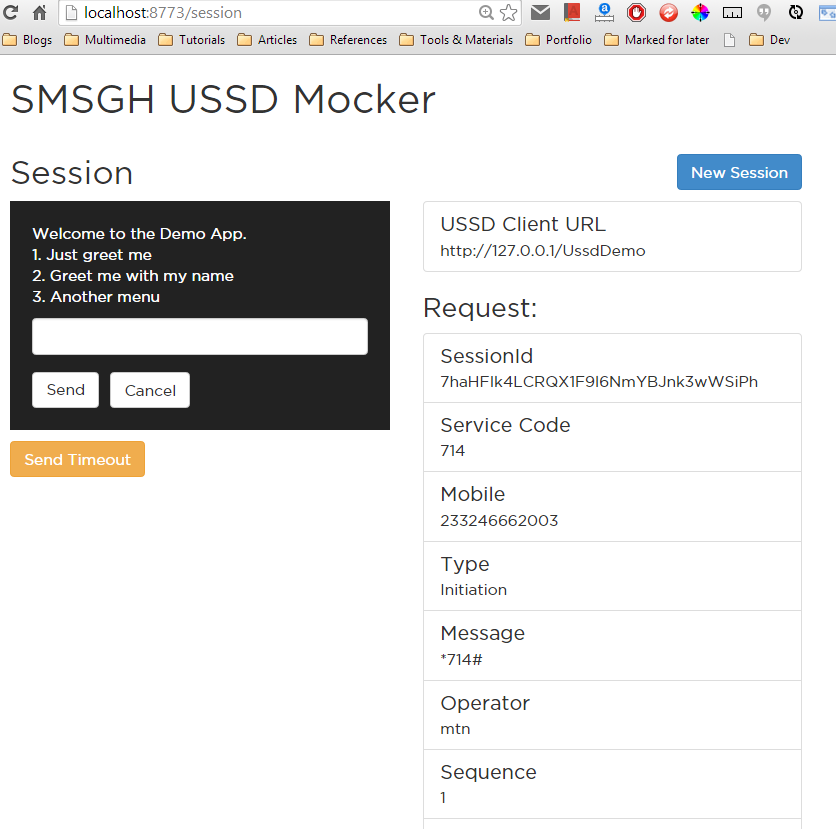 localhost:8773/session
Blogs Multimedia Tutorials Articles References Tools & Materials Portfolio Marked for later Dev
SMSGH USSD Mocker
Session
New Session
Welcome to the Demo App.
1. Just greet me
2. Greet me with my name
3. Another menu
Send Cancel
Send Timeout
USSD Client URL
http://127.0.0.1/UssdDemo
Request:
SessionId
7haHFIk4LCRQX1F9I6NmYBJnk3wWSiPh
Service Code
714
Mobile
233246662003
Type
Initiation
Message
*714#
Operator
mtn
Sequence
1